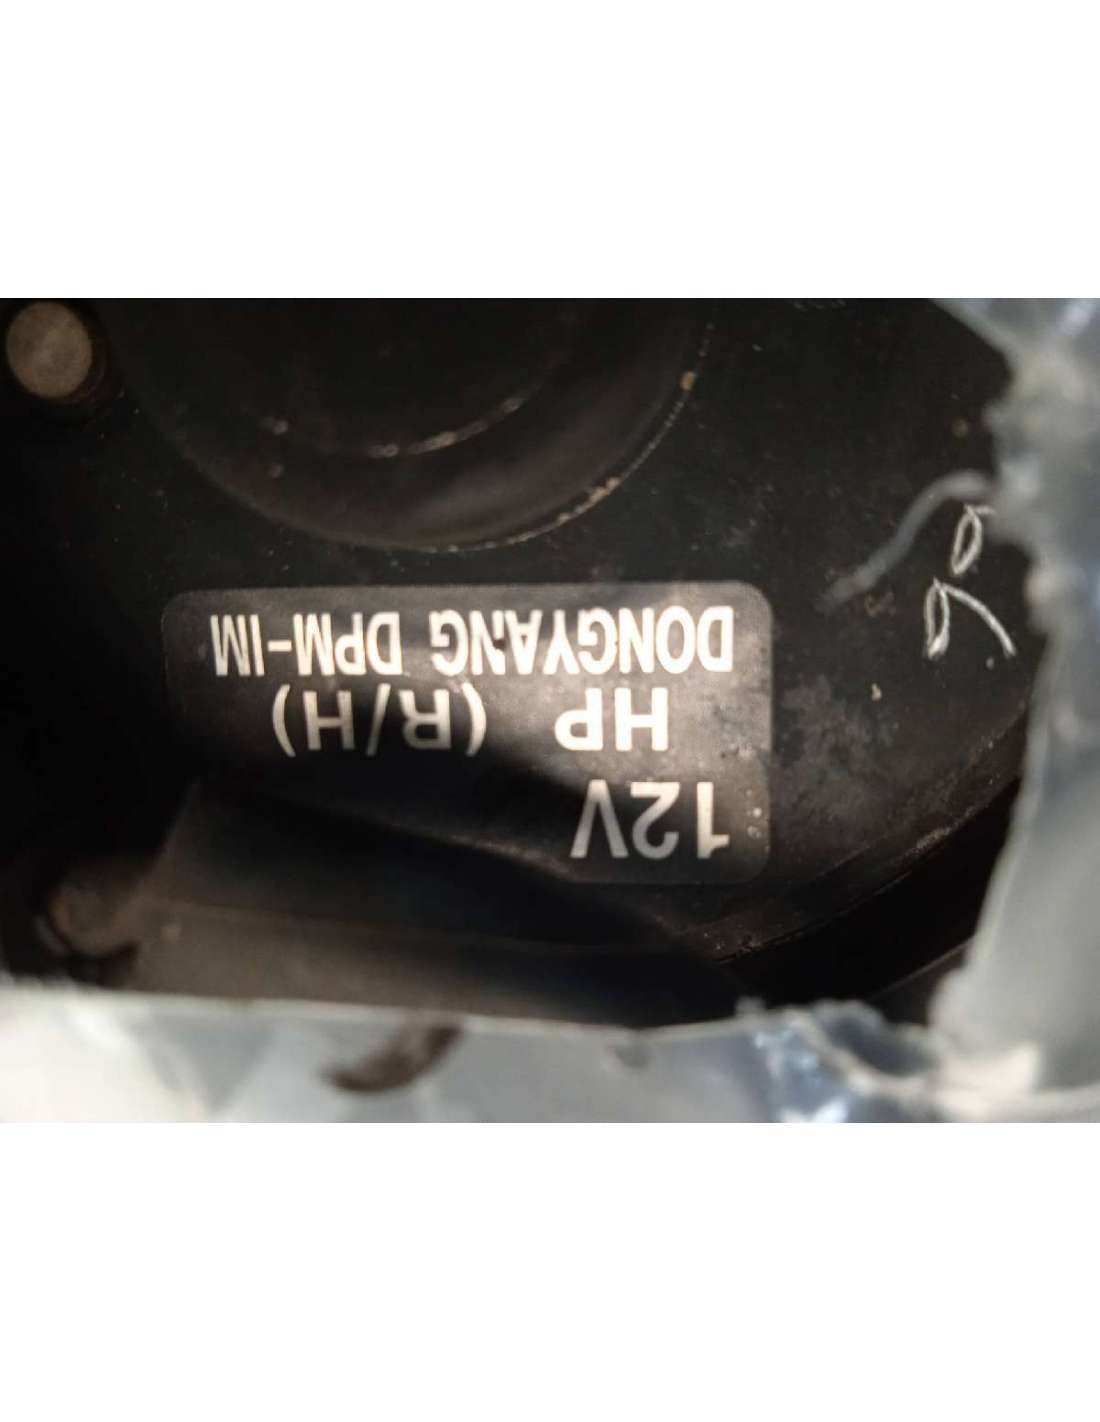 12V
HP (R/H)
DONGYANG DPM-IM